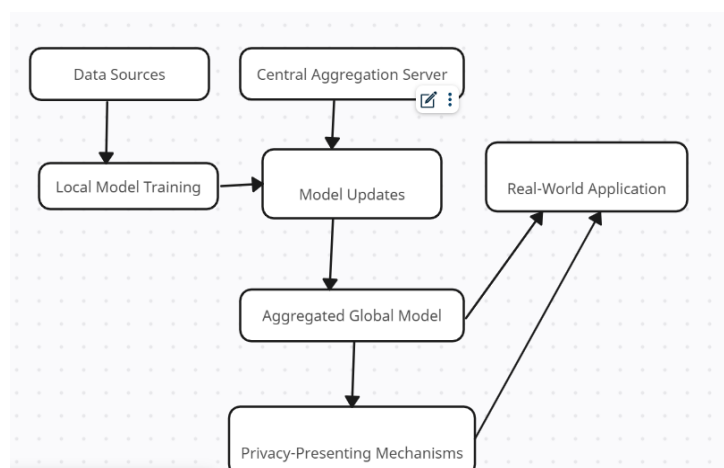 Data Sources
Central Aggregation Server
Local Model Training
Model Updates
Real-World Application
Aggregated Global Model
Privacy-Presenting Mechanisms